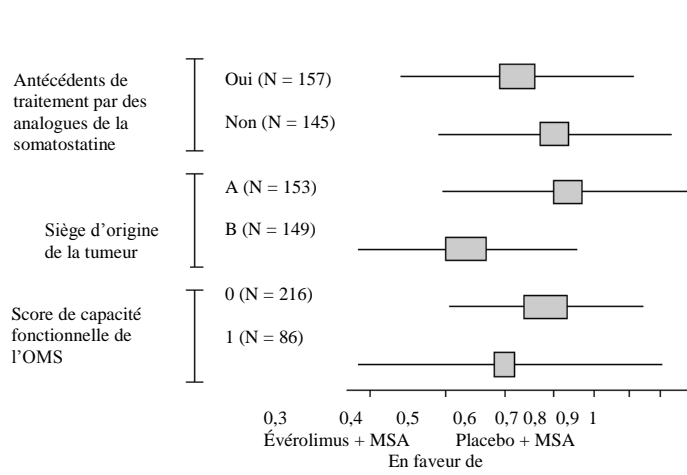 Antécédents de
traitement par des
analogues de la
somatostatine
Oui (N = 157)
Non (N = 145)
Siège d’origine
de la tumeur
A (N = 153)
B (N = 149)
Score de capacité
fonctionnelle de
l’OMS
0 (N = 216)
1 (N = 86)
0,3 0,4 0,5 0,6 0,7 0,8 0,9 1
Évérolimus + MSA Placebo + MSA
En faveur de